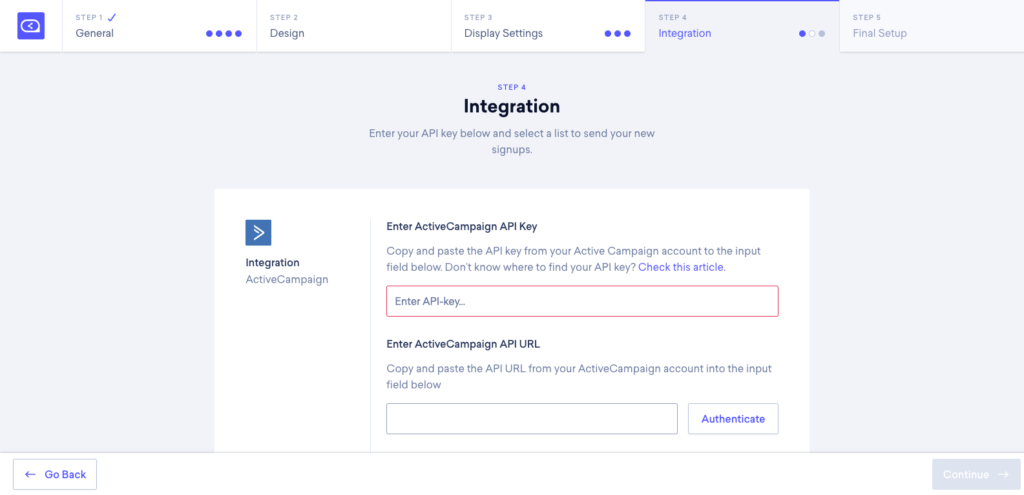 STEP 1
General
STEP 2
Design
STEP 3
Display Settings
STEP 4
Integration
STEP 5
Final Setup
STEP 4
Integration
Enter your API key below and select a list to send your new
signups.
Integration
ActiveCampaign
Enter ActiveCampaign API Key
Copy and paste the API key from your Active Campaign account to the input
field below. Don't know where to find your API key? Check this article.
Enter API-key...
Enter ActiveCampaign API URL
Copy and paste the API URL from your ActiveCampaign account into the input
field below
Authenticate
← Go Back
Continue →